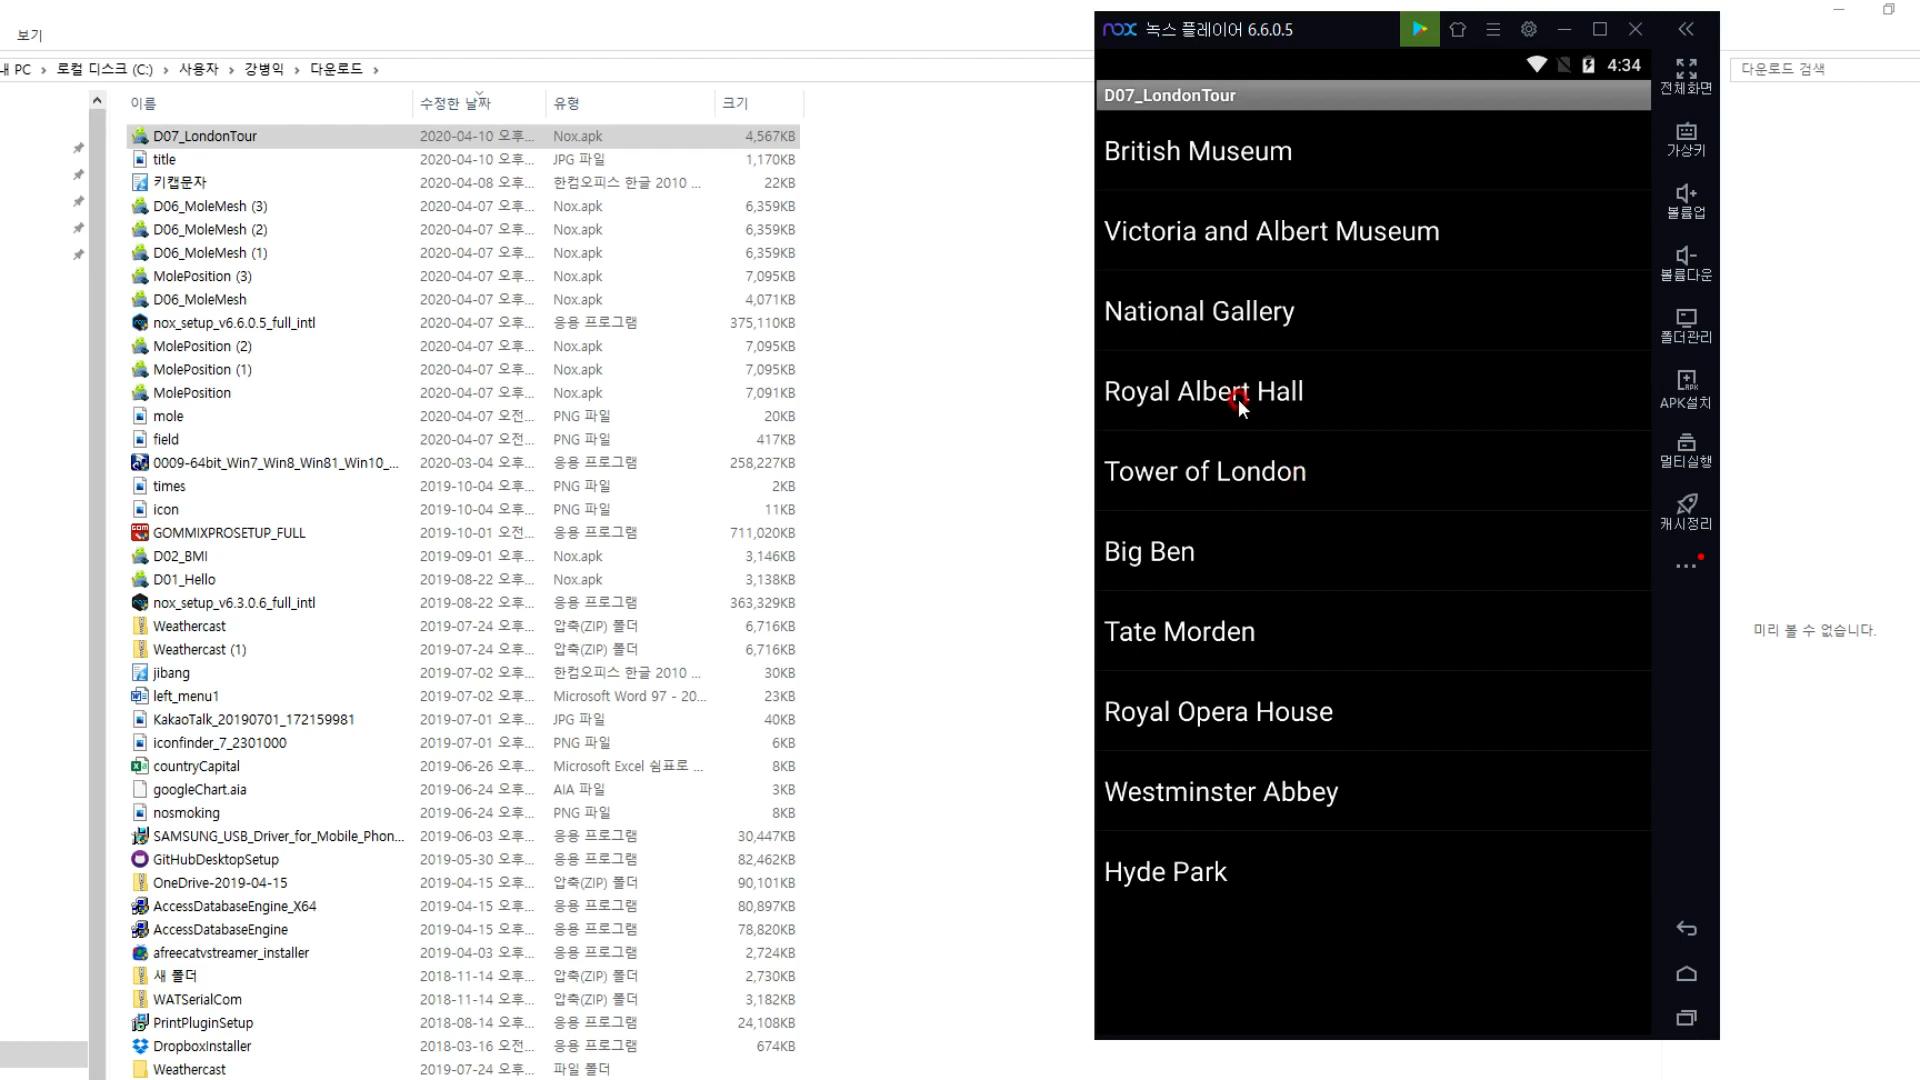 보기
내 PC > 로컬 디스크 (C:) > 사용자 > 강병익 > 다운로드 >
이름 수정한 날짜 유형 크기
D07_LondonTour 2020-04-10 오후... Nox.apk 4,567KB
title 2020-04-10 오후... JPG 파일 1,170KB
키캡문자 2020-04-08 오후... 한컴오피스 한글 2010 ... 22KB
D06_MoleMesh (3) 2020-04-07 오후... Nox.apk 6,359KB
D06_MoleMesh (2) 2020-04-07 오후... Nox.apk 6,359KB
D06_MoleMesh (1) 2020-04-07 오후... Nox.apk 6,359KB
MolePosition (3) 2020-04-07 오후... Nox.apk 7,095KB
D06_MoleMesh 2020-04-07 오후... Nox.apk 4,071KB
nox_setup_v6.6.0.5_full_intl 2020-04-07 오후... 응용 프로그램 375,110KB
MolePosition (2) 2020-04-07 오후... Nox.apk 7,095KB
MolePosition (1) 2020-04-07 오후... Nox.apk 7,095KB
MolePosition 2020-04-07 오후... Nox.apk 7,091KB
mole 2020-04-07 오전... PNG 파일 20KB
field 2020-04-07 오전... PNG 파일 417KB
0009-64bit_Win7_Win8_Win81_Win10_... 2020-03-04 오후... 응용 프로그램 258,227KB
times 2019-10-04 오후... PNG 파일 2KB
icon 2019-10-04 오후... PNG 파일 11KB
GOMMIXPROSETUP_FULL 2019-10-01 오전... 응용 프로그램 711,020KB
D02_BMI 2019-09-01 오후... Nox.apk 3,146KB
D01_Hello 2019-08-22 오후... Nox.apk 3,138KB
nox_setup_v6.3.0.6_full_intl 2019-08-22 오후... 응용 프로그램 363,329KB
Weathercast 2019-07-24 오후... 압축(ZIP) 폴더 6,716KB
Weathercast (1) 2019-07-24 오후... 압축(ZIP) 폴더 6,716KB
jibang 2019-07-02 오후... 한컴오피스 한글 2010 ... 30KB
left_menu1 2019-07-02 오후... Microsoft Word 97 - 20... 23KB
KakaoTalk_20190701_172159981 2019-07-01 오후... JPG 파일 40KB
iconfinder_7_2301000 2019-07-01 오후... PNG 파일 6KB
countryCapital 2019-06-26 오후... Microsoft Excel 쉼표로 ... 8KB
googleChart.aia 2019-06-24 오후... AIA 파일 3KB
nosmoking 2019-06-24 오후... PNG 파일 8KB
SAMSUNG_USB_Driver_for_Mobile_Phon... 2019-06-03 오후... 응용 프로그램 30,447KB
GitHubDesktopSetup 2019-05-30 오후... 응용 프로그램 82,462KB
OneDrive-2019-04-15 2019-04-15 오후... 압축(ZIP) 폴더 90,101KB
AccessDatabaseEngine_X64 2019-04-15 오후... 응용 프로그램 80,897KB
AccessDatabaseEngine 2019-04-15 오후... 응용 프로그램 78,820KB
afreecatvstreamer_installer 2019-04-03 오후... 응용 프로그램 2,724KB
새 폴더 2018-11-14 오후... 압축(ZIP) 폴더 2,730KB
WATSerialCom 2018-11-14 오후... 압축(ZIP) 폴더 3,182KB
PrintPluginSetup 2018-08-14 오후... 응용 프로그램 24,108KB
DropboxInstaller 2018-03-16 오전... 응용 프로그램 674KB
Weathercast 2019-07-24 오후... 파일 폴더
nox 녹스 플레이어 6.6.0.5
4:34
D07_LondonTour
British Museum
Victoria and Albert Museum
National Gallery
Royal Albert Hall
Tower of London
Big Ben
Tate Morden
Royal Opera House
Westminster Abbey
Hyde Park
전체화면
가상키
볼륨업
볼륨다운
폴더관리
APK설치
멀티실행
캐시정리
다운로드 검색
미리 볼 수 없습니다.